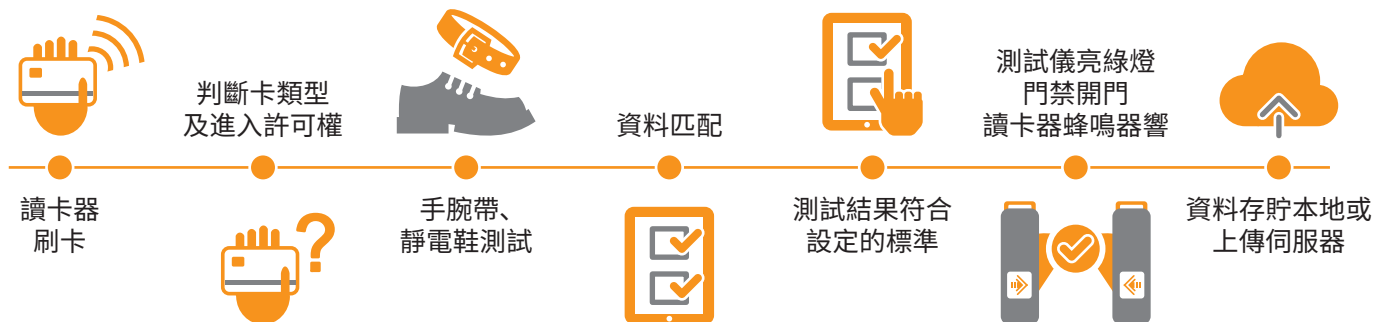 讀卡器
刷卡
判斷卡類型
及進入許可權
?
手腕帶、
靜電鞋測試
資料匹配
測試結果符合
設定的標準
測試儀亮綠燈
門禁開門
讀卡器蜂鳴器響
資料存貯本地或
上傳伺服器